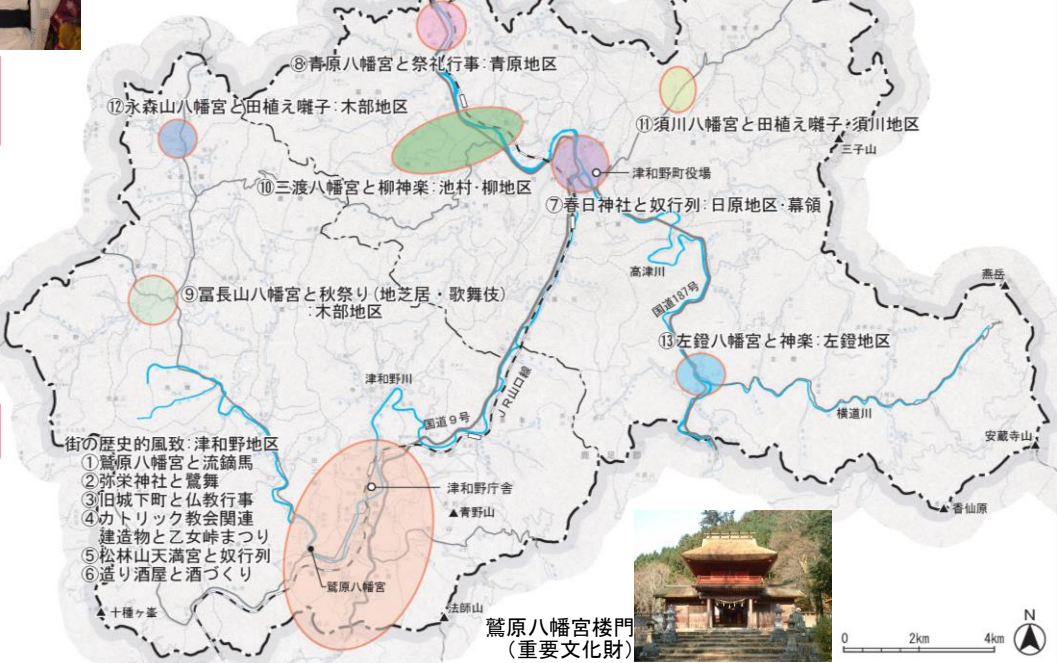 ⑧青原八幡宮と祭礼行事:青原地区
⑫永森山八幡宮と田植え囃子:木部地区
⑪須川八幡宮と田植え囃子・須川地区
三子山
津和野町役場
⑩三渡八幡宮と柳神楽:池村・柳地区
⑦春日神社と奴行列:日原地区・幕領
高津川
燕岳
国道187号
⑨冨長山八幡宮と秋祭り(地芝居・歌舞伎)
:木部地区
⑬左鐙八幡宮と神楽:左鐙地区
津和野川
JR山口線
国道9号
横道川
安蔵寺山
街の歴史的風致:津和野地区
①鷲原八幡宮と流鏑馬
②弥栄神社と鷺舞
③旧城下町と仏教行事
④カトリック教会関連
建造物と乙女峠まつり
⑤松林山天満宮と奴行列
⑥造り酒屋と酒づくり
津和野庁舎
青野山
香仙原
鷲原八幡宮
十種ヶ峯
法師山
鷲原八幡宮楼門
(重要文化財)
0 2km 4km
N